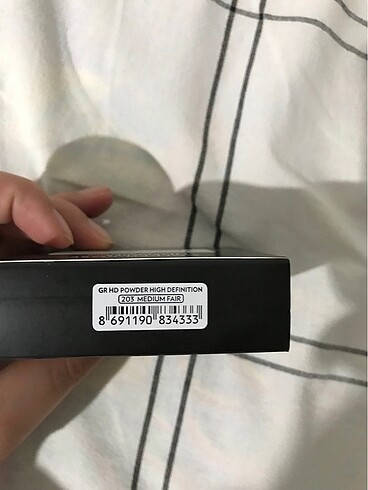 GR HD POWDER HIGH DEFINITION
203 MEDIUM FAIR
8 691190 834333